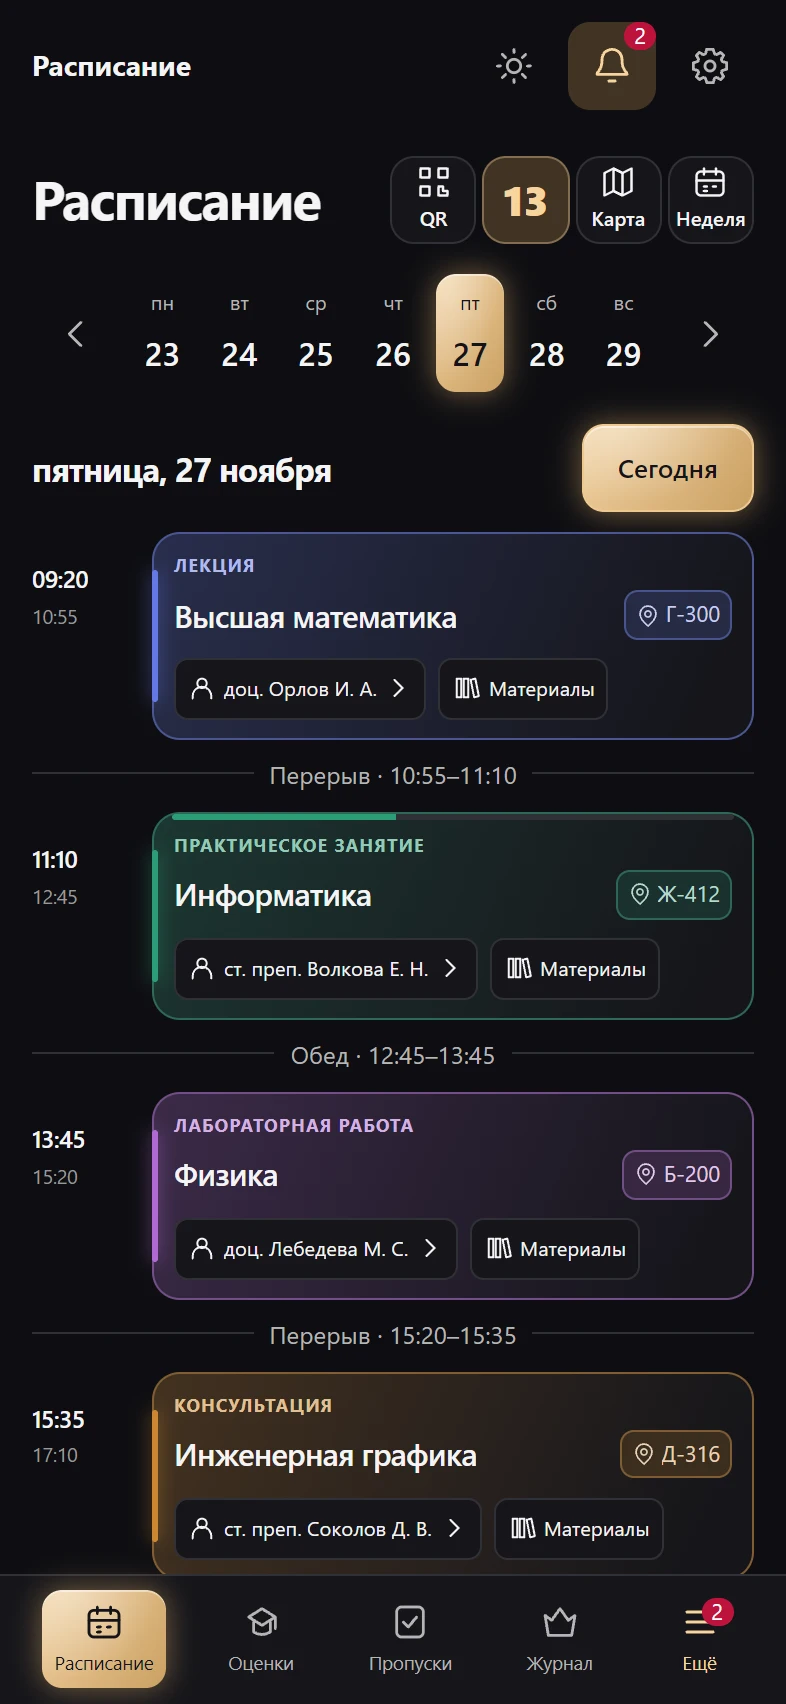 Расписание
2
Расписание
QR
13
Карта
Неделя
пн вт ср чт пт сб вс
23 24 25 26 27 28 29
пятница, 27 ноября
Сегодня
09:20
10:55
ЛЕКЦИЯ
Высшая математика
Г-300
доц. Орлов И. А.
Материалы
Перерыв · 10:55–11:10
11:10
12:45
ПРАКТИЧЕСКОЕ ЗАНЯТИЕ
Информатика
Ж-412
ст. преп. Волкова Е. Н.
Материалы
Обед · 12:45–13:45
13:45
15:20
ЛАБОРАТОРНАЯ РАБОТА
Физика
Б-200
доц. Лебедева М. С.
Материалы
Перерыв · 15:20–15:35
15:35
17:10
КОНСУЛЬТАЦИЯ
Инженерная графика
Д-316
ст. преп. Соколов Д. В.
Материалы
Расписание
Оценки
Пропуски
Журнал
2
Ещё